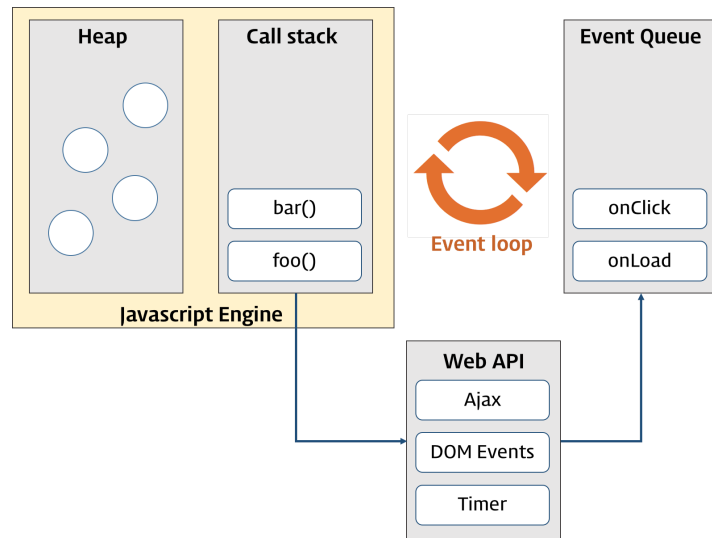 Heap
Call stack
bar()
foo()
Javascript Engine
Event loop
Event Queue
onClick
onLoad
Web API
Ajax
DOM Events
Timer